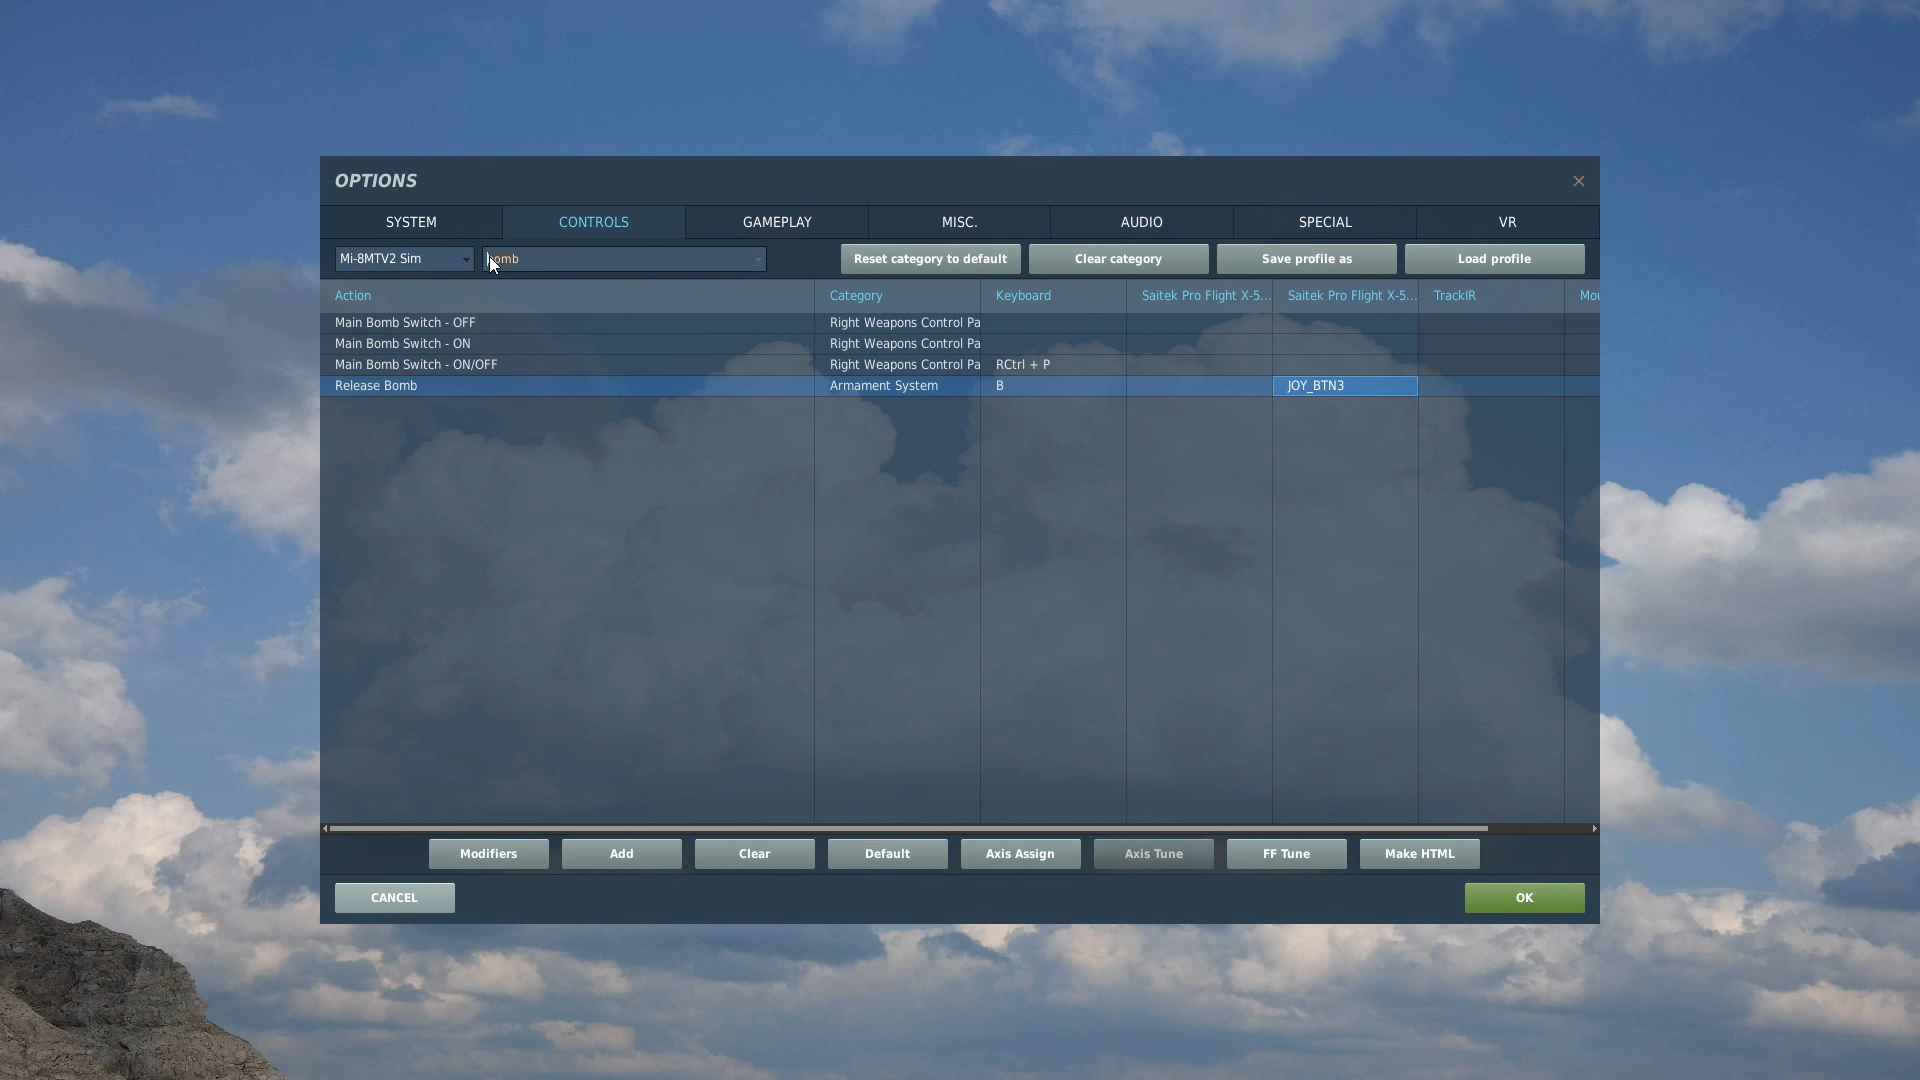 OPTIONS
SYSTEM CONTROLS GAMEPLAY MISC. AUDIO SPECIAL VR
Mi-8MTV2 Sim Reset category to default Clear category Save profile as Load profile
Action Category Keyboard Saitek Pro Flight X-5... Saitek Pro Flight X-5... TrackIR Mou
Main Bomb Switch - OFF Right Weapons Control Pa
Main Bomb Switch - ON Right Weapons Control Pa
Main Bomb Switch - ON/OFF Right Weapons Control Pa RCtrl + P
Release Bomb Armament System B JOY_BTN3
Modifiers Add Clear Default Axis Assign Axis Tune FF Tune Make HTML
CANCEL OK